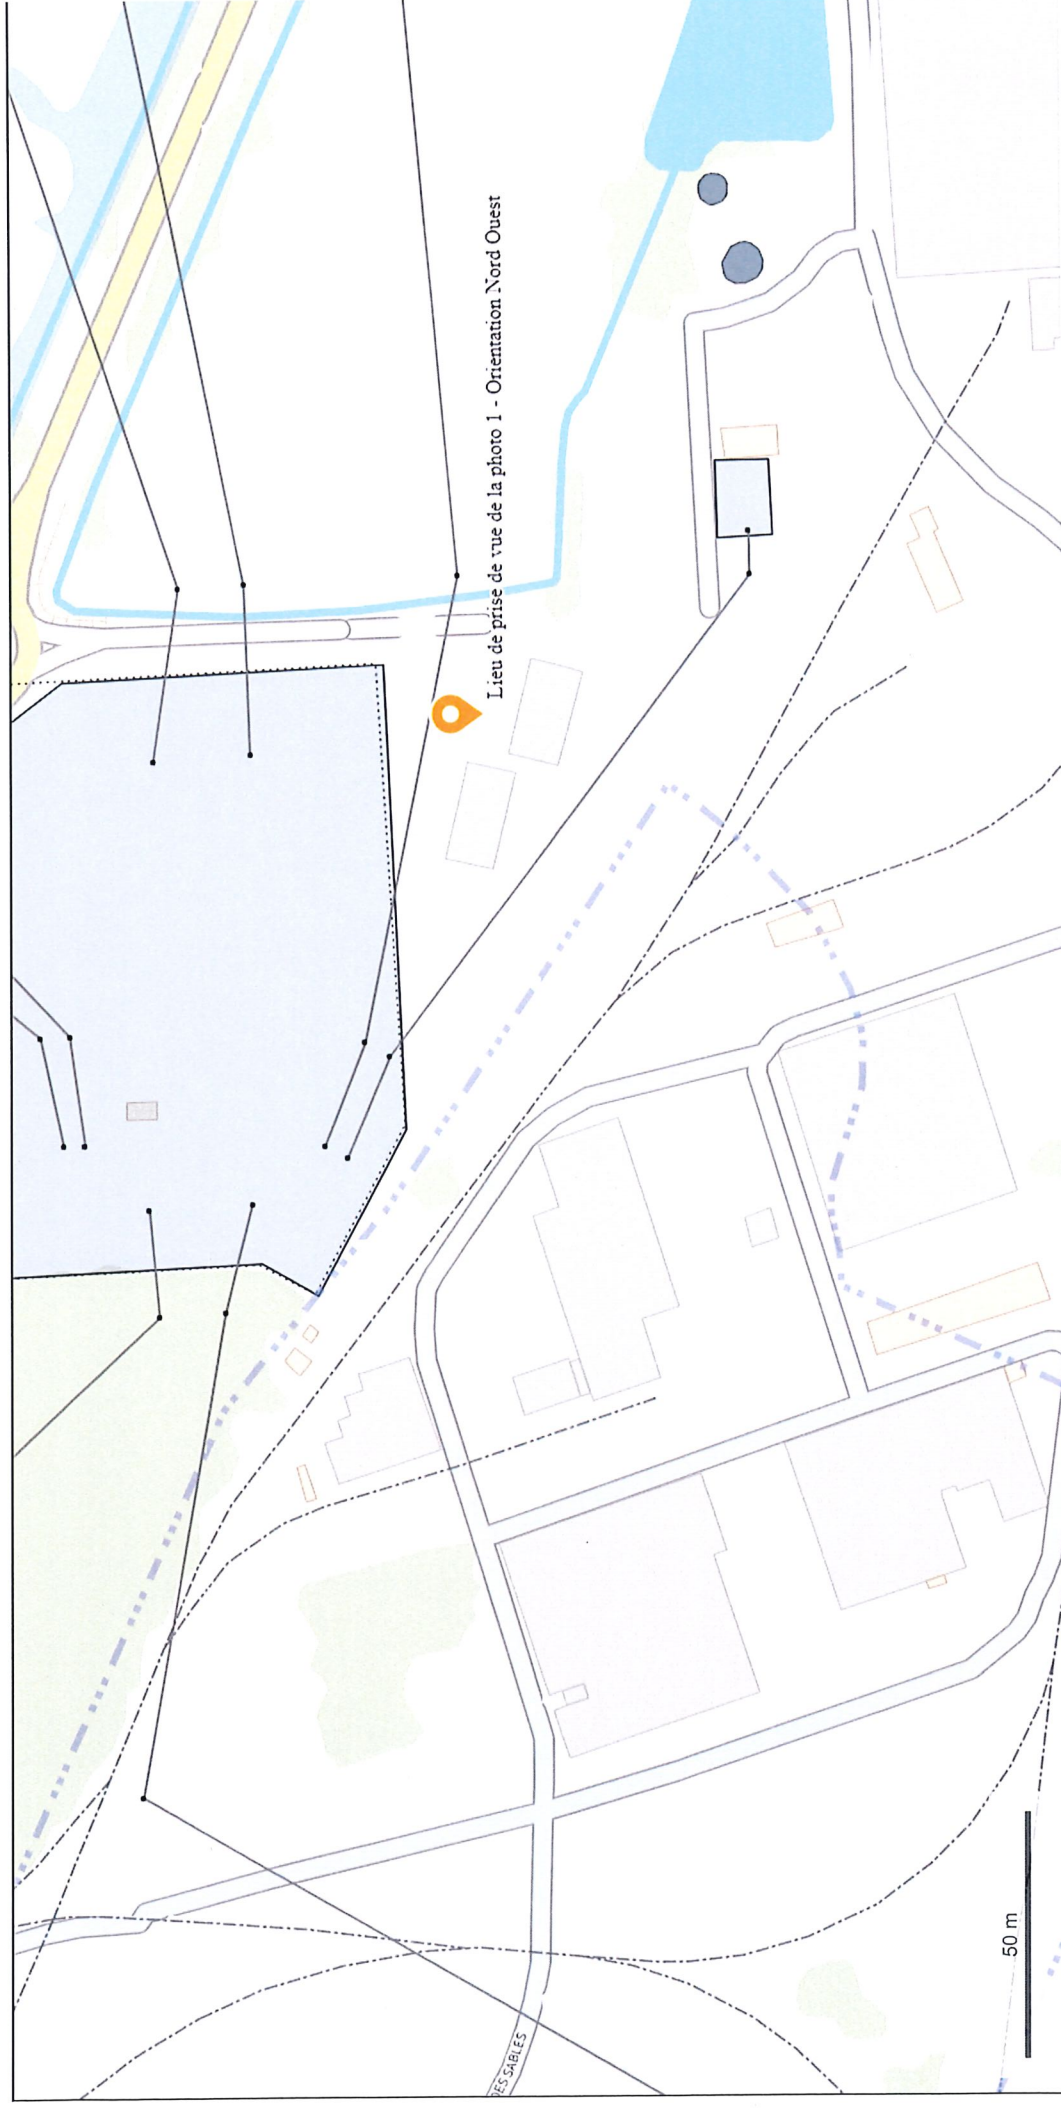 Lieu de prise de vue de la photo 1 - Orientation Nord Ouest
DES SABLES
50 m